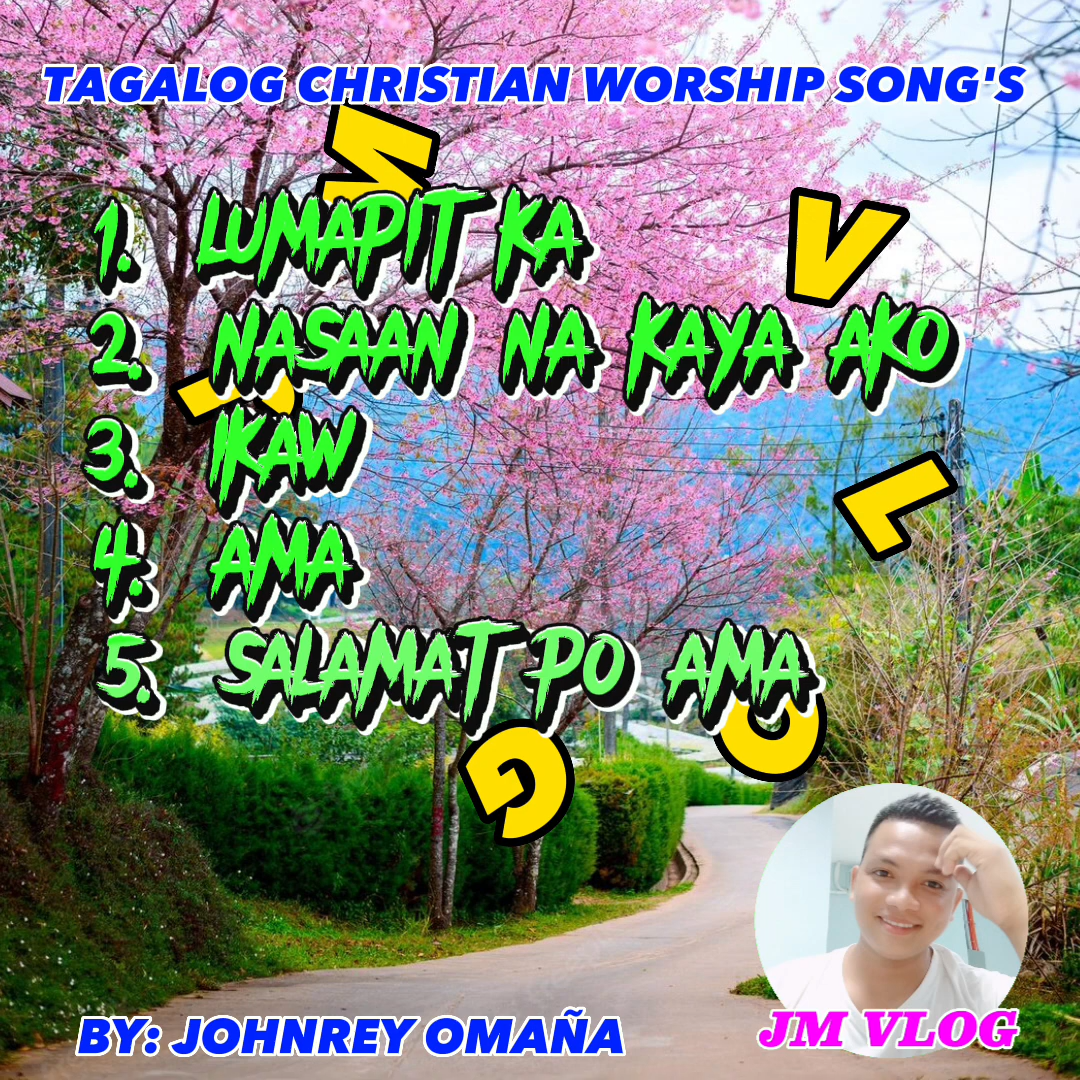 TAGALOG CHRISTIAN WORSHIP SONG'S
1. LUMAPIT KA
2. NASAAN NA KAYA AKO
3. IKAW
4. AMA
5. SALAMAT PO AMA
BY: JOHNREY OMAÑA
JM VLOG